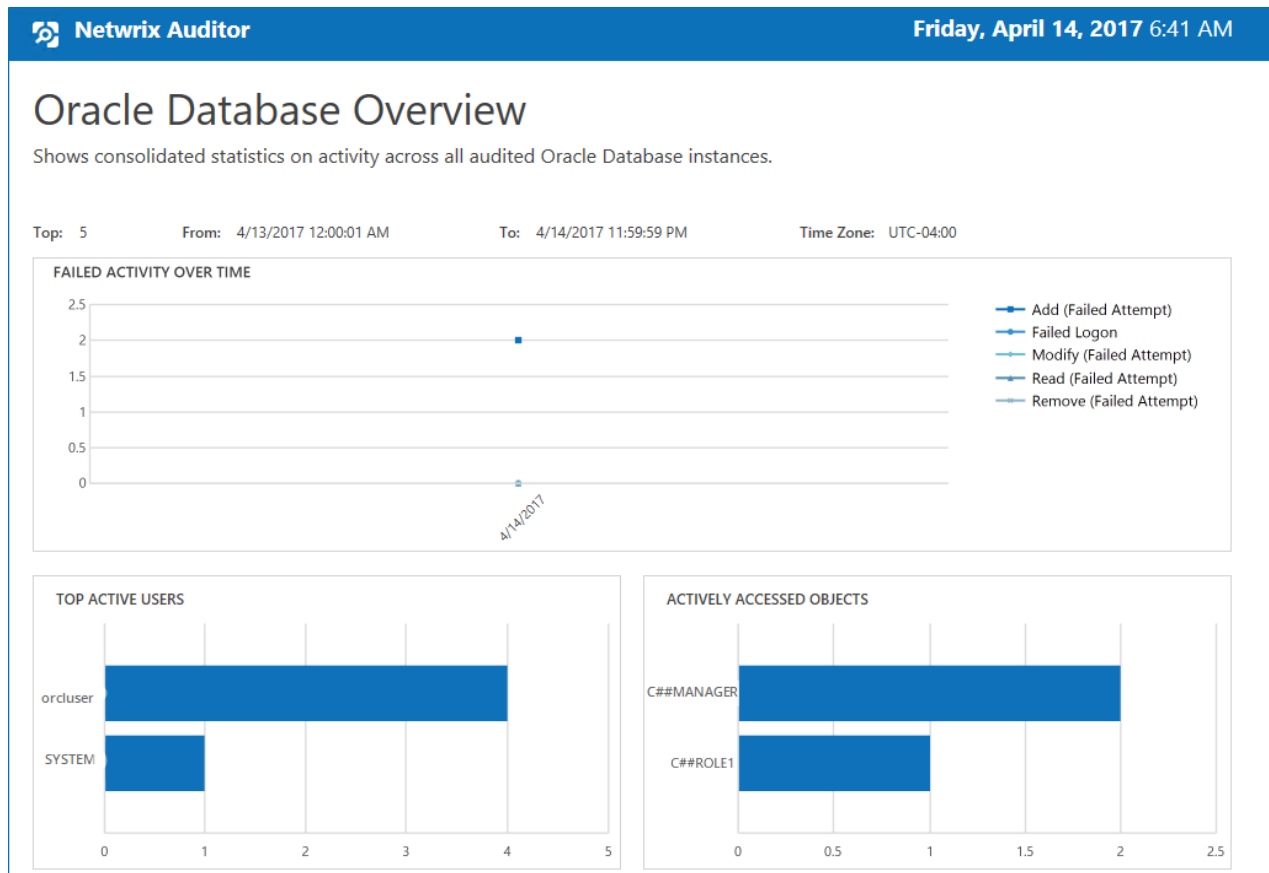 Netwrix Auditor
Friday, April 14, 2017 6:41 AM
Oracle Database Overview
Shows consolidated statistics on activity across all audited Oracle Database instances.
Top: 5 From: 4/13/2017 12:00:01 AM To: 4/14/2017 11:59:59 PM Time Zone: UTC-04:00
FAILED ACTIVITY OVER TIME
2.5
2
1.5
1
0.5
0
4/14/2017
Add (Failed Attempt)
Failed Logon
Modify (Failed Attempt)
Read (Failed Attempt)
Remove (Failed Attempt)
TOP ACTIVE USERS
orcluser
SYSTEM
0 1 2 3 4 5
ACTIVELY ACCESSED OBJECTS
C##MANAGER
C##ROLE1
0 0.5 1 1.5 2 2.5